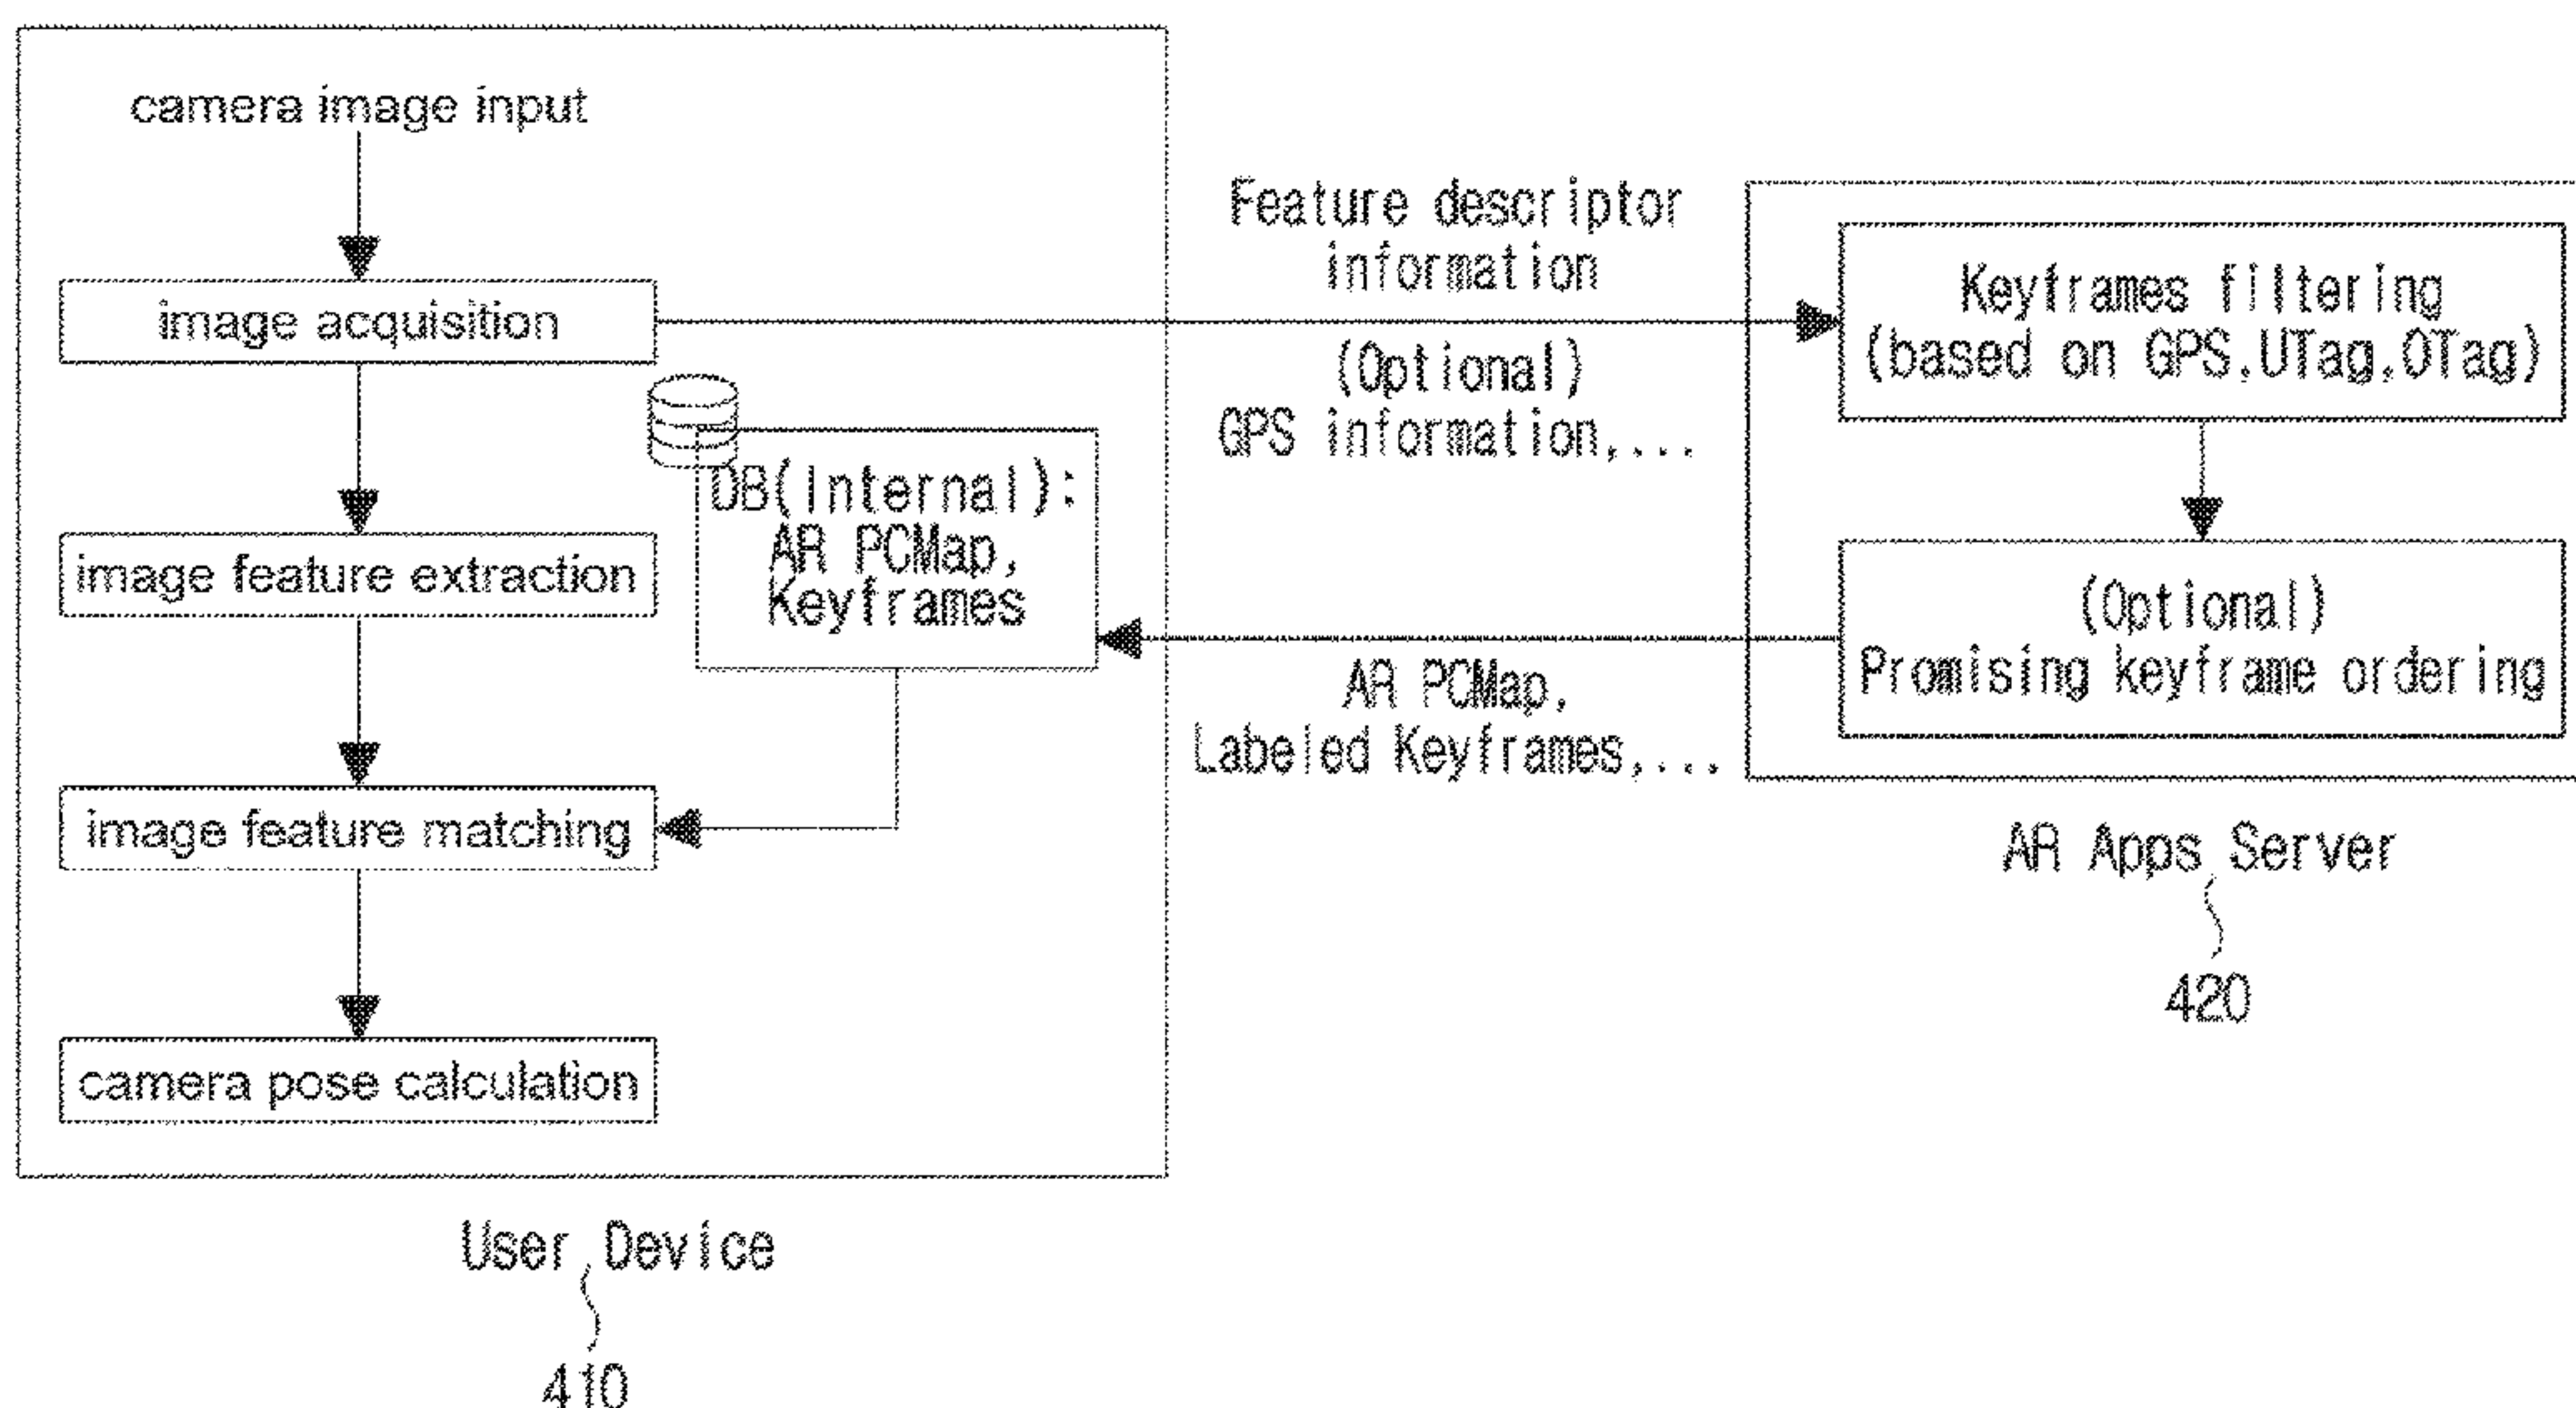 camera image input
image acquisition
image feature extraction
image feature matching
camera pose calculation
DB(Internal):
AR PCMap,
Keyframes
User Device
410
Feature descriptor
information
(Optional)
GPS information,...
AR PCMap,
Labeled Keyframes,...
Keyframes filtering
(based on GPS,UTag,OTag)
(Optional)
Promising keyframe ordering
AR Apps Server
420